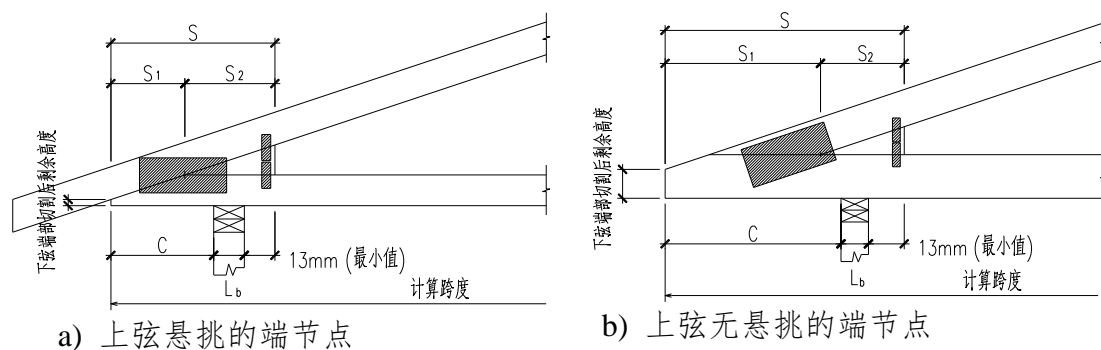 S
S1
S2
下弦端部切割后剩余高度
C
13mm (最小值)
Lb
计算跨度
a) 上弦悬挑的端节点
S
S1
S2
下弦端部切割后剩余高度
C
13mm (最小值)
Lb
计算跨度
b) 上弦无悬挑的端节点